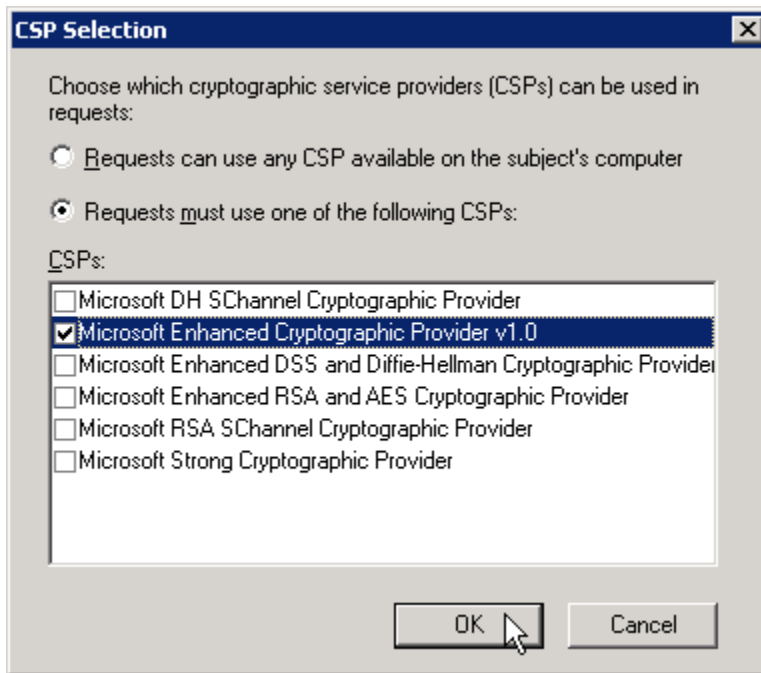 CSP Selection
Choose which cryptographic service providers (CSPs) can be used in
requests:
Requests can use any CSP available on the subject's computer
Requests must use one of the following CSPs:
CSPs:
Microsoft DH SChannel Cryptographic Provider
Microsoft Enhanced Cryptographic Provider v1.0
Microsoft Enhanced DSS and Diffie-Hellman Cryptographic Provider
Microsoft Enhanced RSA and AES Cryptographic Provider
Microsoft RSA SChannel Cryptographic Provider
Microsoft Strong Cryptographic Provider
OK Cancel